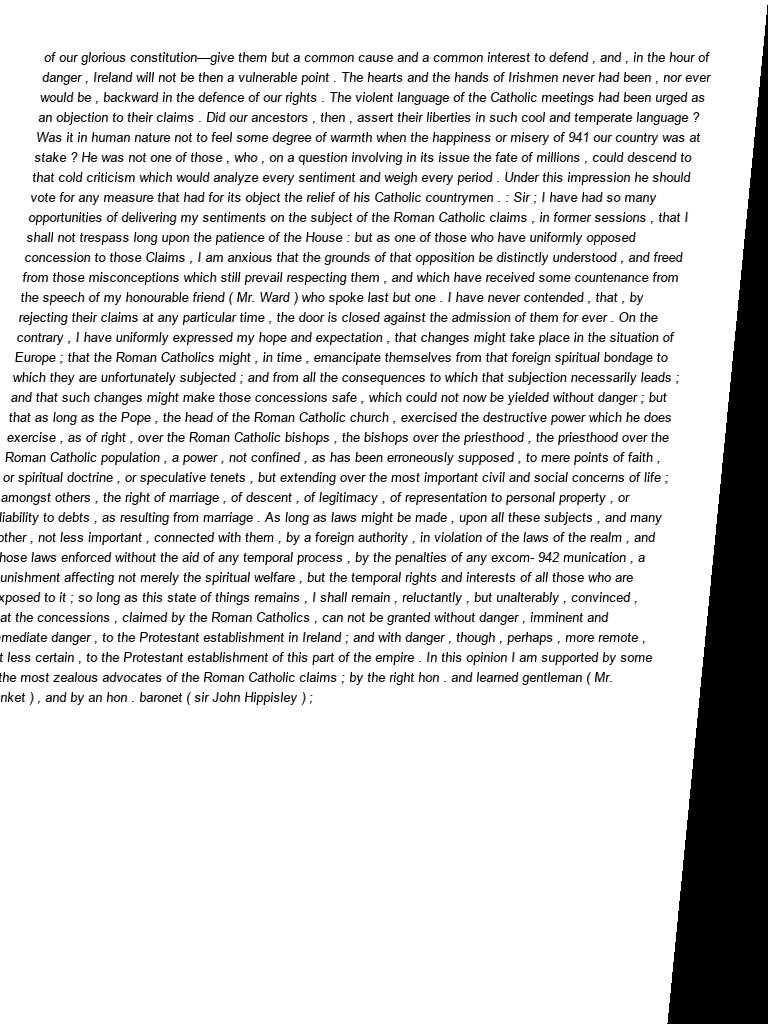 of our glorious constitution—give them but a common cause and a common interest to defend , and , in the hour of
danger , Ireland will not be then a vulnerable point . The hearts and the hands of Irishmen never had been , nor ever
would be , backward in the defence of our rights . The violent language of the Catholic meetings had been urged as
an objection to their claims . Did our ancestors , then , assert their liberties in such cool and temperate language ?
Was it in human nature not to feel some degree of warmth when the happiness or misery of 941 our country was at
stake ? He was not one of those , who , on a question involving in its issue the fate of millions , could descend to
that cold criticism which would analyze every sentiment and weigh every period . Under this impression he should
vote for any measure that had for its object the relief of his Catholic countrymen . : Sir ; I have had so many
opportunities of delivering my sentiments on the subject of the Roman Catholic claims , in former sessions , that I
shall not trespass long upon the patience of the House : but as one of those who have uniformly opposed
concession to those Claims , I am anxious that the grounds of that opposition be distinctly understood , and freed
from those misconceptions which still prevail respecting them , and which have received some countenance from
the speech of my honourable friend ( Mr. Ward ) who spoke last but one . I have never contended , that , by
rejecting their claims at any particular time , the door is closed against the admission of them for ever . On the
contrary , I have uniformly expressed my hope and expectation , that changes might take place in the situation of
Europe ; that the Roman Catholics might , in time , emancipate themselves from that foreign spiritual bondage to
which they are unfortunately subjected ; and from all the consequences to which that subjection necessarily leads ;
and that such changes might make those concessions safe , which could not now be yielded without danger ; but
that as long as the Pope , the head of the Roman Catholic church , exercised the destructive power which he does
exercise , as of right , over the Roman Catholic bishops , the bishops over the priesthood , the priesthood over the
Roman Catholic population , a power , not confined , as has been erroneously supposed , to mere points of faith ,
or spiritual doctrine , or speculative tenets , but extending over the most important civil and social concerns of life ;
amongst others , the right of marriage , of descent , of legitimacy , of representation to personal property , or
liability to debts , as resulting from marriage . As long as laws might be made , upon all these subjects , and many
other , not less important , connected with them , by a foreign authority , in violation of the laws of the realm , and
hose laws enforced without the aid of any temporal process , by the penalties of any excom- 942 munication , a
unishment affecting not merely the spiritual welfare , but the temporal rights and interests of all those who are
xposed to it ; so long as this state of things remains , I shall remain , reluctantly , but unalterably , convinced ,
at the concessions , claimed by the Roman Catholics , can not be granted without danger , imminent and
mediate danger , to the Protestant establishment in Ireland ; and with danger , though , perhaps , more remote ,
t less certain , to the Protestant establishment of this part of the empire . In this opinion I am supported by some
the most zealous advocates of the Roman Catholic claims ; by the right hon . and learned gentleman ( Mr.
nket ) , and by an hon . baronet ( sir John Hippisley ) ;